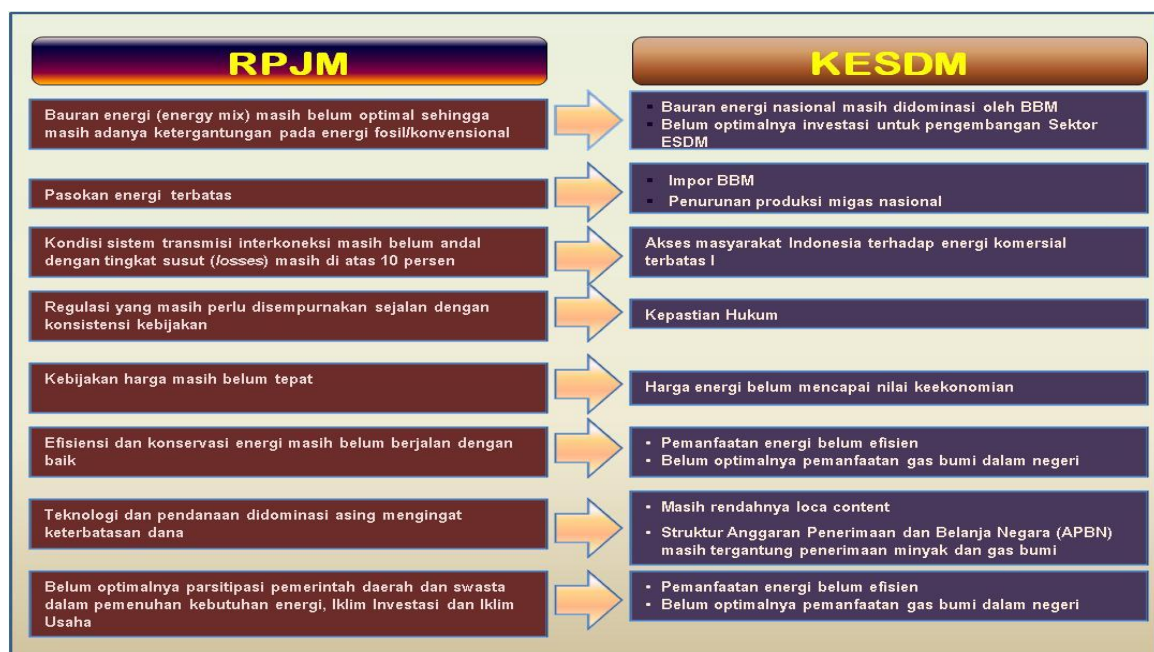 RPJM
KESDM
Bauran energi (energy mix) masih belum optimal sehingga
masih adanya ketergantungan pada energi fosil/konvensional
▪ Bauran energi nasional masih didominasi oleh BBM
▪ Belum optimalnya investasi untuk pengembangan Sektor
ESDM
Pasokan energi terbatas
▪ Impor BBM
▪ Penurunan produksi migas nasional
Kondisi sistem transmisi interkoneksi masih belum andal
dengan tingkat susut (losses) masih di atas 10 persen
Akses masyarakat Indonesia terhadap energi komersial
terbatas l
Regulasi yang masih perlu disempurnakan sejalan dengan
konsistensi kebijakan
Kepastian Hukum
Kebijakan harga masih belum tepat
Harga energi belum mencapai nilai keekonomian
Efisiensi dan konservasi energi masih belum berjalan dengan
baik
▪ Pemanfaatan energi belum efisien
▪ Belum optimalnya pemanfaatan gas bumi dalam negeri
Teknologi dan pendanaan didominasi asing mengingat
keterbatasan dana
▪ Masih rendahnya loca content
▪ Struktur Anggaran Penerimaan dan Belanja Negara (APBN)
masih tergantung penerimaan minyak dan gas bumi
Belum optimalnya parsitipasi pemerintah daerah dan swasta
dalam pemenuhan kebutuhan energi, Iklim Investasi dan Iklim
Usaha
▪ Pemanfaatan energi belum efisien
▪ Belum optimalnya pemanfaatan gas bumi dalam negeri